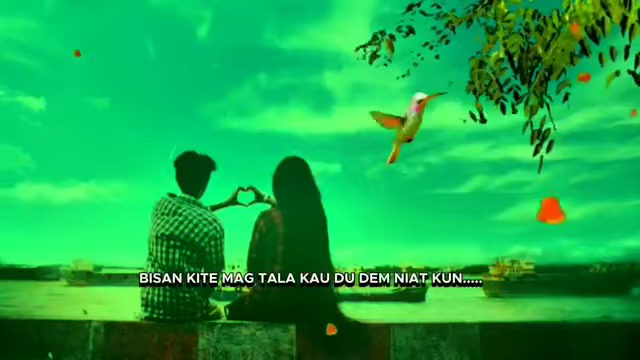 BISAN KITE MAG TALA KAU DU DEM NIAT KUN.....